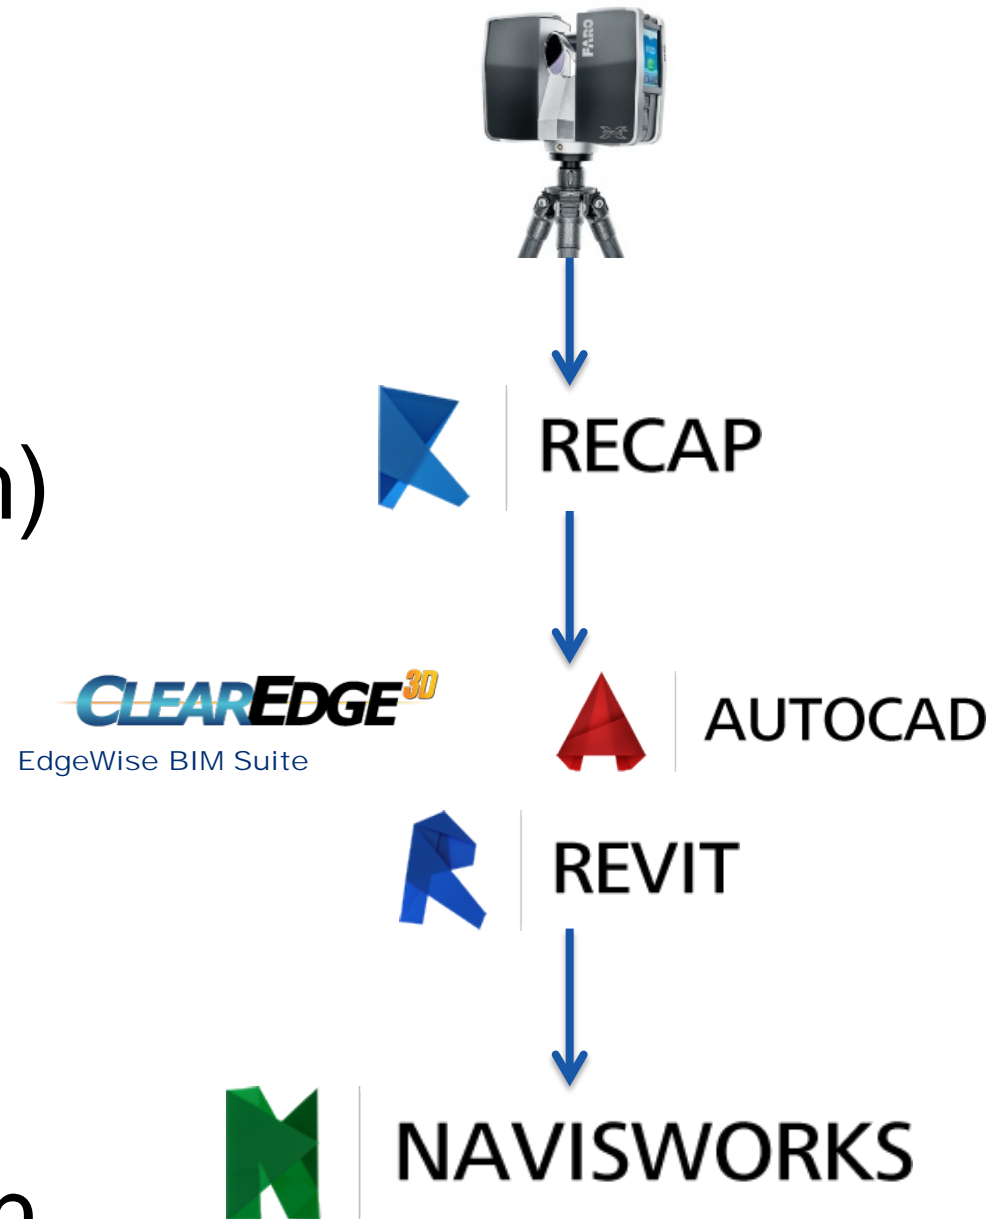 FARO
RECAP
n)
CLEAREDGE3D
AUTOCAD
EdgeWise BIM Suite
REVIT
NAVISWORKS